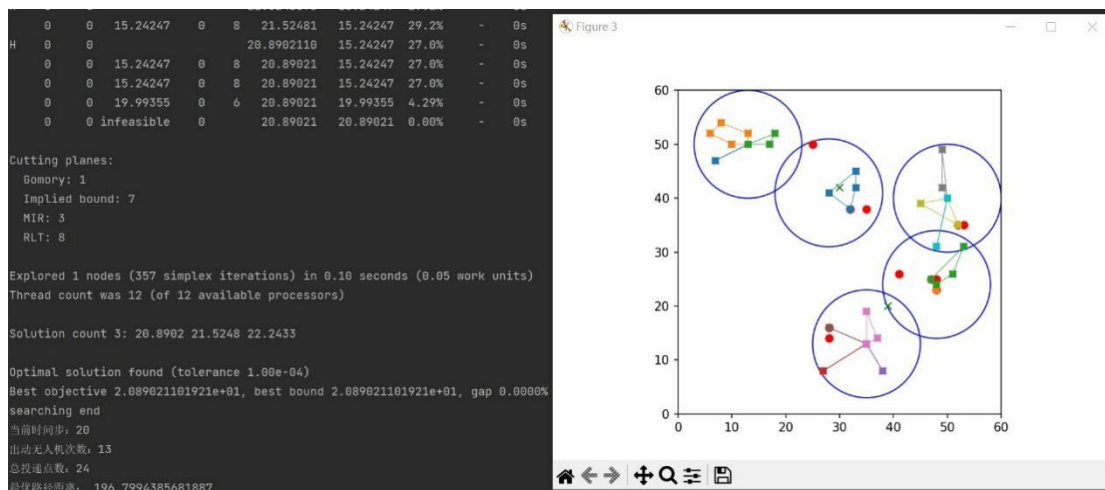 0 0 15.24247 0 8 21.52481 15.24247 29.2% - 0s
H 0 0 20.8902110 15.24247 27.0% - 0s
0 0 15.24247 0 8 20.89021 15.24247 27.0% - 0s
0 0 15.24247 0 8 20.89021 15.24247 27.0% - 0s
0 0 19.99355 0 6 20.89021 19.99355 4.29% - 0s
0 0 infeasible 0 20.89021 20.89021 0.00% - 0s
Cutting planes:
Gomory: 1
Implied bound: 7
MIR: 3
RLT: 8
Explored 1 nodes (357 simplex iterations) in 0.10 seconds (0.05 work units)
Thread count was 12 (of 12 available processors)
Solution count 3: 20.8902 21.5248 22.2433
Optimal solution found (tolerance 1.00e-04)
Best objective 2.089021101921e+01, best bound 2.089021101921e+01, gap 0.0000%
searching end
当前时间步：20
出动无人机次数：13
总投递点数：24
最优路径距离： 196.7994385681887
Figure 3
60
50
40
30
20
10
0
0 10 20 30 40 50 60